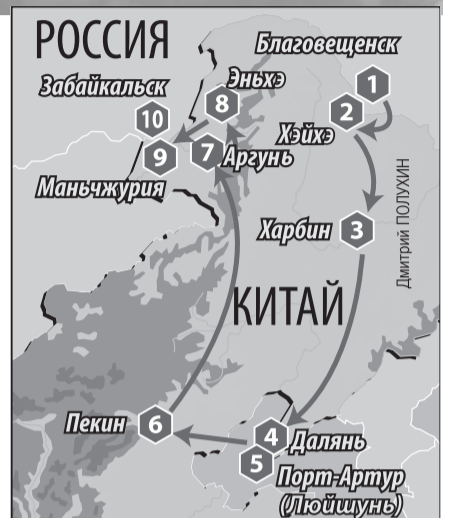 РОССИЯ
Благовещенск
1
Забайкальск
Эньхэ
10
8
2
Хэйхэ
9
7
Аргунь
Маньчжурия
Харбин
3
Дмитрий ПОЛУХИН
КИТАЙ
Пекин
6
4
Далянь
5
Порт-Артур
(Люйшунь)